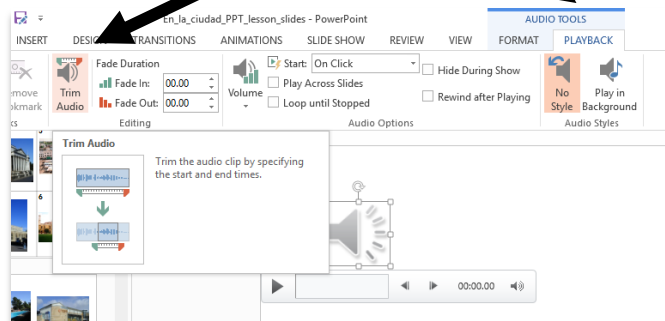 En_la_ciudad_PPT_lesson_slides - PowerPoint
AUDIO TOOLS
INSERT TRANSITIONS ANIMATIONS SLIDE SHOW REVIEW VIEW FORMAT PLAYBACK
Fade Duration
Fade In: 00.00
Fade Out: 00.00
Trim
Audio
Editing
Volume
Start: On Click
Play Across Slides
Loop until Stopped
Hide During Show
Rewind after Playing
Audio Options
No
Style
Play in
Background
Audio Styles
Trim Audio
Trim the audio clip by specifying
the start and end times.
6
00:00.00